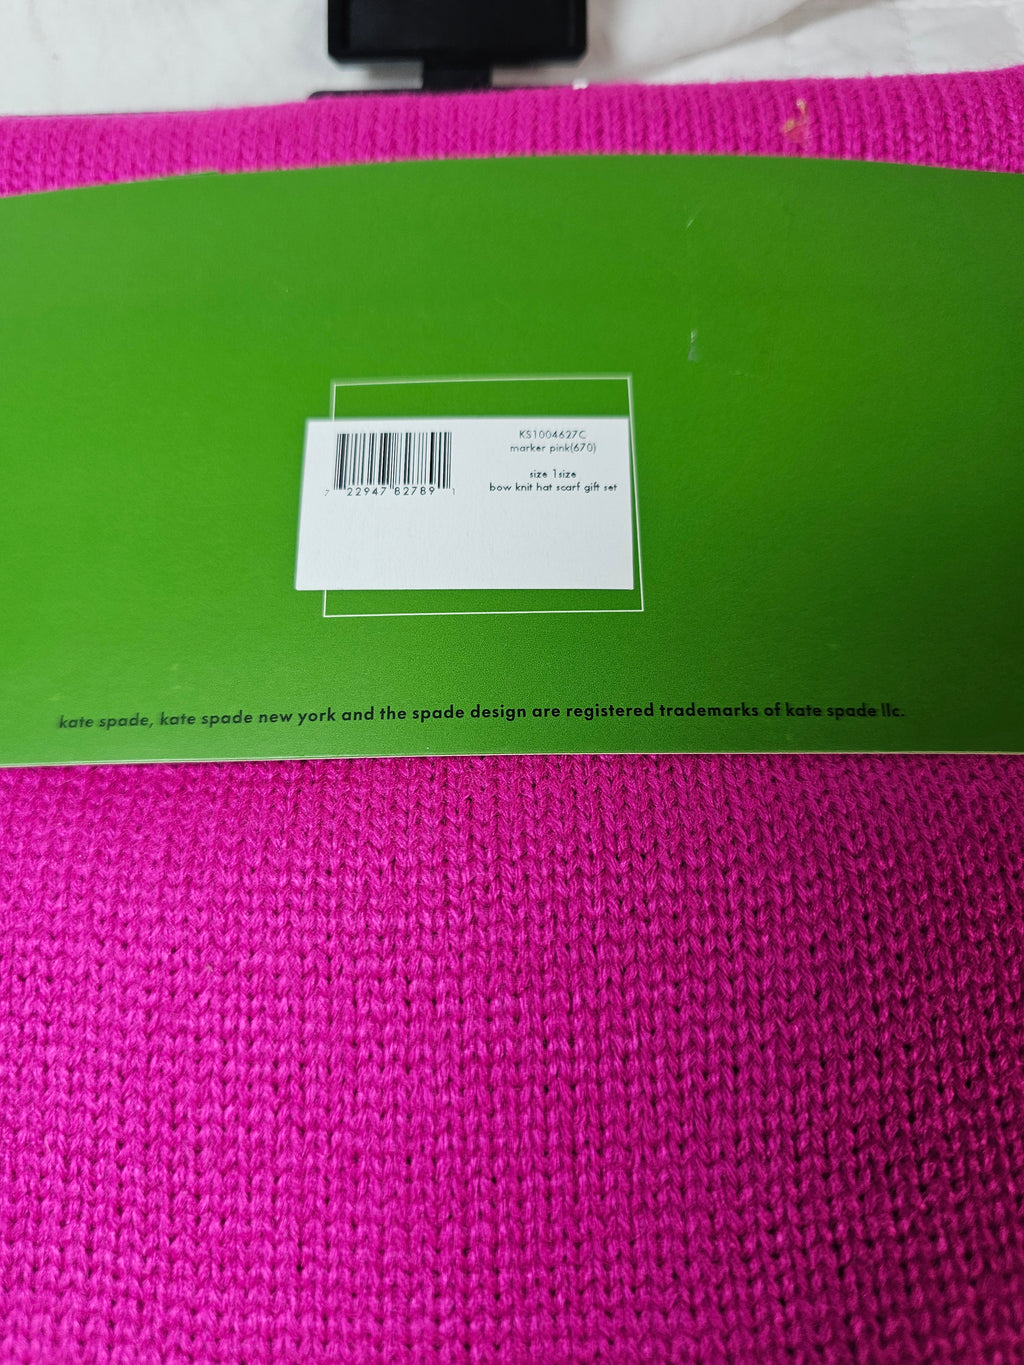 KS1004627C
marker pink(670)
size 1size
bow knit hat scarf gift set
7 22947 82789 1
kate spade, kate spade new york and the spade design are registered trademarks of kate spade llc.